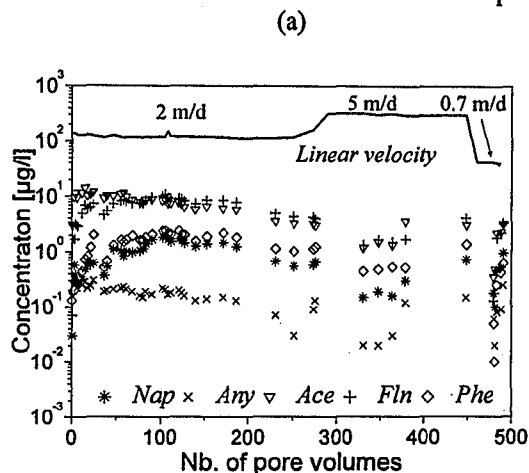 (a)
Concentraton [µg/l]
10³
10²
10¹
10⁰
10⁻¹
10⁻²
10⁻³
2 m/d
5 m/d
0.7 m/d
Linear velocity
Nap × Any ▽ Ace + Fln ◇ Phe
0 100 200 300 400 500
Nb. of pore volumes